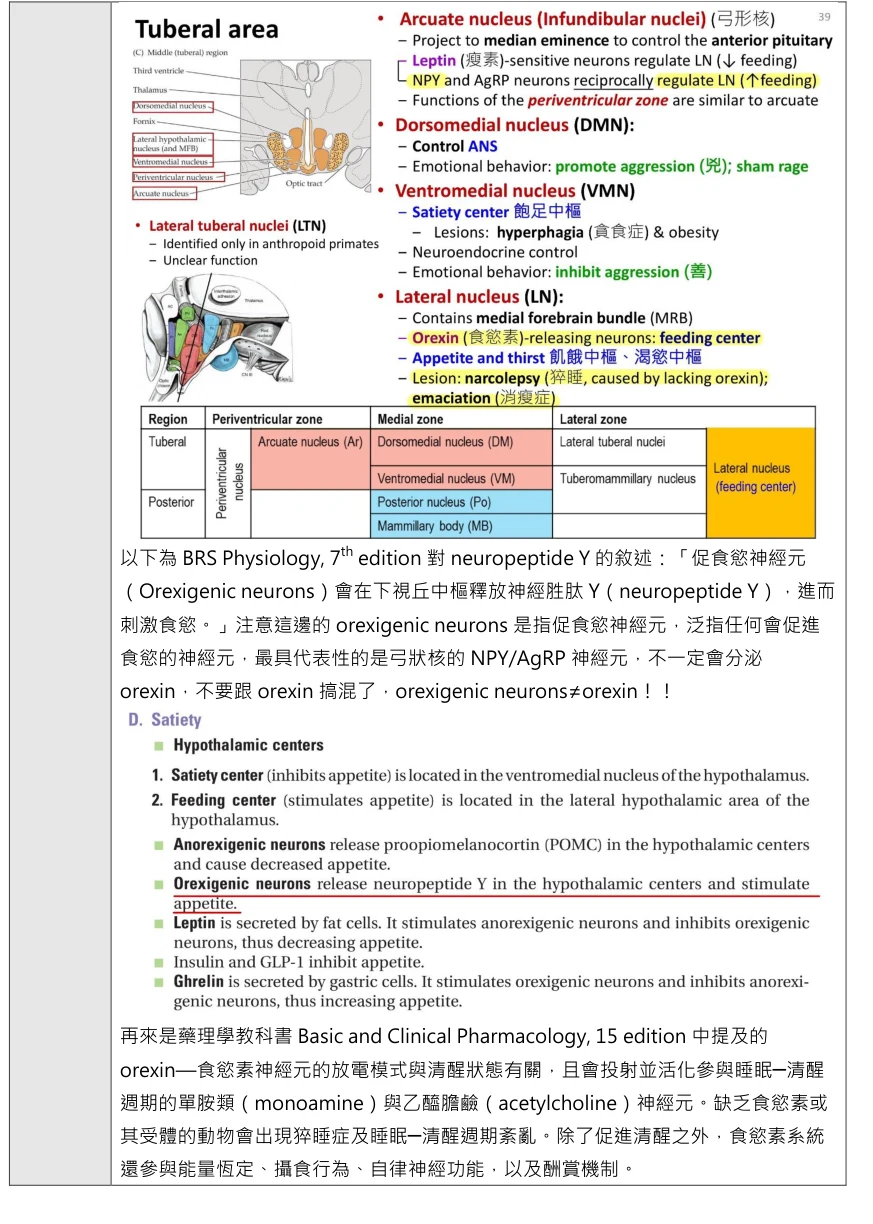 39
Tuberal area
(C) Middle (tuberal) region
Third ventricle
Thalamus
Dorsomedial nucleus
Fornix
Lateral hypothalamic
nucleus (and MFB)
Ventromedial nucleus
Periventricular nucleus
Arcuate nucleus
Optic tract
• Lateral tuberal nuclei (LTN)
– Identified only in anthropoid primates
– Unclear function
Interthalamic
adhesion
Thalamus
CN III
• Arcuate nucleus (Infundibular nuclei) (弓形核)
– Project to median eminence to control the anterior pituitary
Leptin (瘦素)-sensitive neurons regulate LN (↓ feeding)
NPY and AgRP neurons reciprocally regulate LN (↑feeding)
– Functions of the periventricular zone are similar to arcuate
• Dorsomedial nucleus (DMN):
– Control ANS
– Emotional behavior: promote aggression (兇); sham rage
• Ventromedial nucleus (VMN)
– Satiety center 飽足中樞
– Lesions: hyperphagia (貪食症) & obesity
– Neuroendocrine control
– Emotional behavior: inhibit aggression (善)
• Lateral nucleus (LN):
– Contains medial forebrain bundle (MRB)
– Orexin (食慾素)-releasing neurons: feeding center
– Appetite and thirst 飢餓中樞、渴慾中樞
– Lesion: narcolepsy (猝睡, caused by lacking orexin);
emaciation (消瘦症)
Region Periventricular zone Medial zone Lateral zone
Tuberal Periventricular nucleus Arcuate nucleus (Ar) Dorsomedial nucleus (DM) Lateral tuberal nuclei Lateral nucleus (feeding center)
Ventromedial nucleus (VM) Tuberomammillary nucleus
Posterior Posterior nucleus (Po)
Mammillary body (MB)
以下為 BRS Physiology, 7th edition 對 neuropeptide Y 的敘述：「促食慾神經元
（Orexigenic neurons）會在下視丘中樞釋放神經胜肽 Y（neuropeptide Y），進而
刺激食慾。」注意這邊的 orexigenic neurons 是指促食慾神經元，泛指任何會促進
食慾的神經元，最具代表性的是弓狀核的 NPY/AgRP 神經元，不一定會分泌
orexin，不要跟 orexin 搞混了，orexigenic neurons≠orexin！！
D. Satiety
■ Hypothalamic centers
1. Satiety center (inhibits appetite) is located in the ventromedial nucleus of the hypothalamus.
2. Feeding center (stimulates appetite) is located in the lateral hypothalamic area of the
hypothalamus.
■ Anorexigenic neurons release proopiomelanocortin (POMC) in the hypothalamic centers
and cause decreased appetite.
■ Orexigenic neurons release neuropeptide Y in the hypothalamic centers and stimulate
appetite.
■ Leptin is secreted by fat cells. It stimulates anorexigenic neurons and inhibits orexigenic
neurons, thus decreasing appetite.
■ Insulin and GLP-1 inhibit appetite.
■ Ghrelin is secreted by gastric cells. It stimulates orexigenic neurons and inhibits anorexi-
genic neurons, thus increasing appetite.
再來是藥理學教科書 Basic and Clinical Pharmacology, 15 edition 中提及的
orexin—食慾素神經元的放電模式與清醒狀態有關，且會投射並活化參與睡眠─清醒
週期的單胺類（monoamine）與乙醯膽鹼（acetylcholine）神經元。缺乏食慾素或
其受體的動物會出現猝睡症及睡眠─清醒週期紊亂。除了促進清醒之外，食慾素系統
還參與能量恆定、攝食行為、自律神經功能，以及酬賞機制。